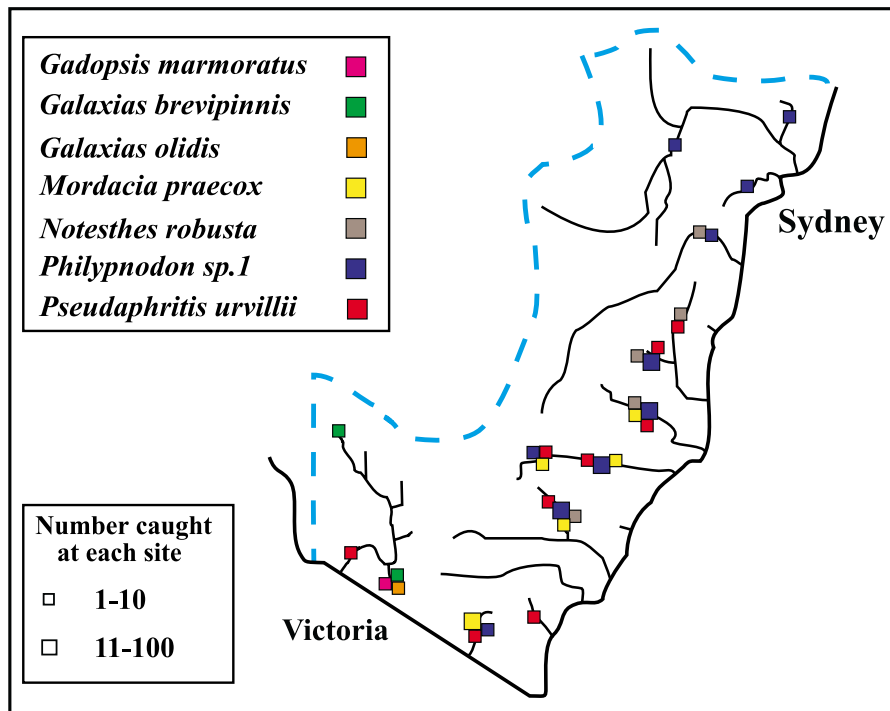 Gadopsis marmoratus
Galaxias brevipinnis
Galaxias olidis
Mordacia praecox
Notesthes robusta
Philypnodon sp.1
Pseudaphritis urvillii
Sydney
Number caught
at each site
1-10
11-100
Victoria